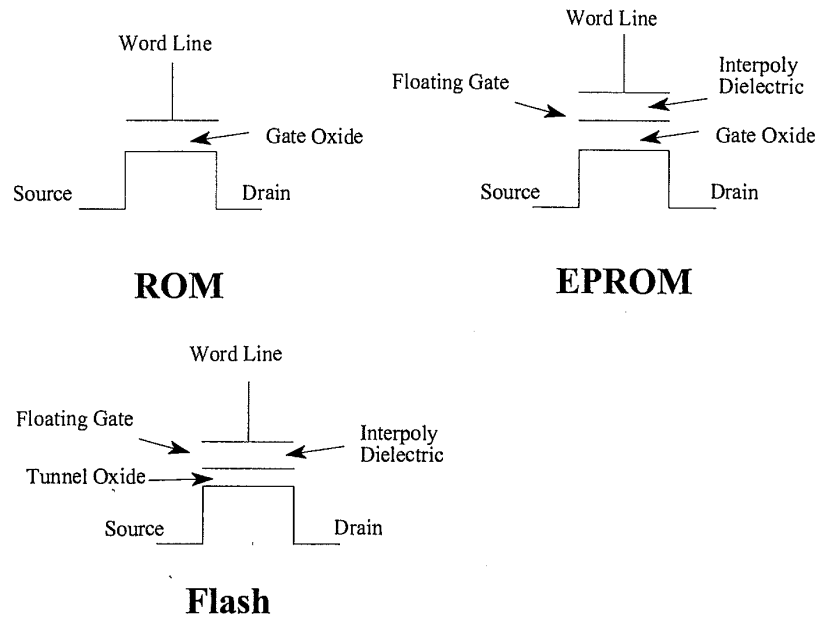 Word Line
Gate Oxide
Source
Drain
ROM
Word Line
Floating Gate
Interpoly
Dielectric
Gate Oxide
Source
Drain
EPROM
Word Line
Floating Gate
Interpoly
Dielectric
Tunnel Oxide
Source
Drain
Flash